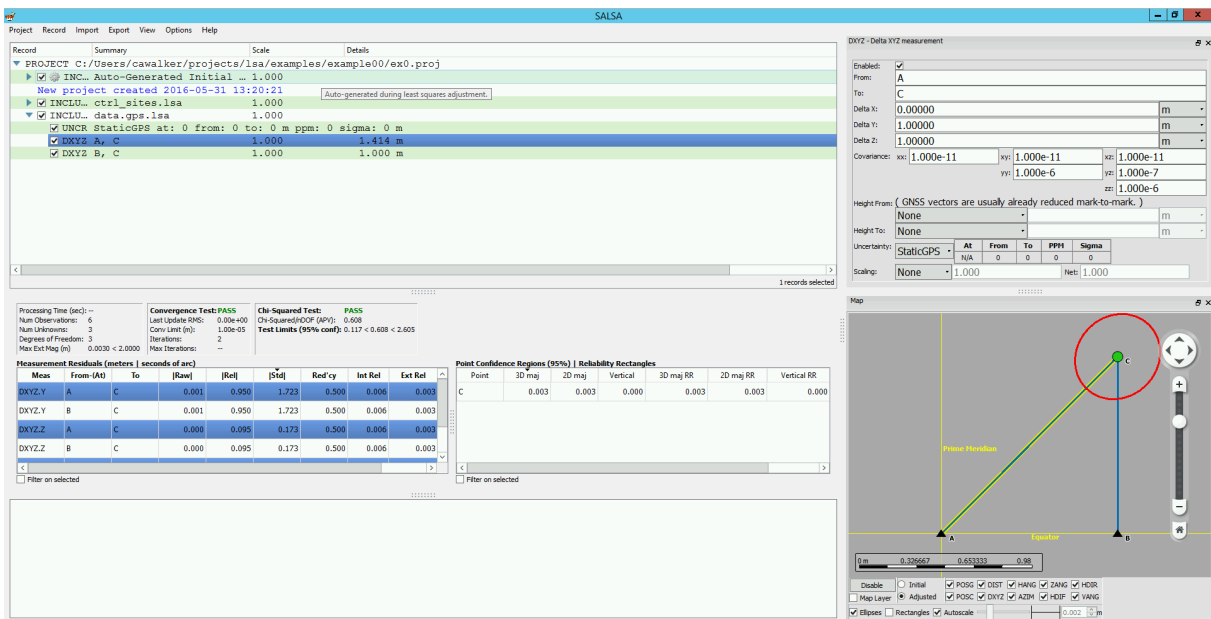 SALSA
Project Record Import Export View Options Help
Record Summary Scale Details
PROJECT C:/Users/cawalker/projects/lsa/examples/example00/ex0.proj
INC… Auto-Generated Initial … 1.000
New project created 2016-05-31 13:20:21
Auto-generated during least squares adjustment.
INCLU… ctrl_sites.lsa 1.000
INCLU… data.gps.lsa 1.000
UNCR StaticGPS at: 0 from: 0 to: 0 m ppm: 0 sigma: 0 m
DXYZ A, C 1.000 1.414 m
DXYZ B, C 1.000 1.000 m
1 records selected
DXYZ - Delta XYZ measurement
Enabled:
From: A
To: C
Delta X: 0.00000 m
Delta Y: 1.00000 m
Delta Z: 1.00000 m
Covariance: xx: 1.000e-11 xy: 1.000e-11 xz: 1.000e-11
yy: 1.000e-6 yz: 1.000e-7
zz: 1.000e-6
Height From: ( GNSS vectors are usually already reduced mark-to-mark. )
None m
Height To: None m
Uncertainty: StaticGPS At From To PPM Sigma
N/A 0 0 0 0
Scaling: None 1.000 Net: 1.000
Processing Time (sec): --
Num Observations: 6
Num Unknowns: 3
Degrees of Freedom: 3
Max Ext Mag (m) 0.0030 < 2.0000
Convergence Test: PASS
Last Update RMS: 0.00e+00
Conv Limit (m): 1.00e-05
Iterations: 2
Max Iterations: --
Chi-Squared Test: PASS
Chi-Squared/nDOF (APV): 0.608
Test Limits (95% conf): 0.117 < 0.608 < 2.605
Measurement Residuals (meters | seconds of arc)
Meas From-(At) To |Raw| |Rel| |Std| Red'cy Int Rel Ext Rel
DXYZ.Y A C 0.001 0.950 1.723 0.500 0.006 0.003
DXYZ.Y B C 0.001 0.950 1.723 0.500 0.006 0.003
DXYZ.Z A C 0.000 0.095 0.173 0.500 0.006 0.003
DXYZ.Z B C 0.000 0.095 0.173 0.500 0.006 0.003
Filter on selected
Point Confidence Regions (95%) | Reliability Rectangles
Point 3D maj 2D maj Vertical 3D maj RR 2D maj RR Vertical RR
C 0.003 0.003 0.000 0.003 0.003 0.000
Filter on selected
Map
C
Prime Meridian
A
Equator
B
0 m 0.326667 0.653333 0.98
Disable Initial POSG DIST HANG ZANG HDIR
Map Layer Adjusted POSC DXYZ AZIM HDIF VANG
Ellipses Rectangles Autoscale 0.002 m